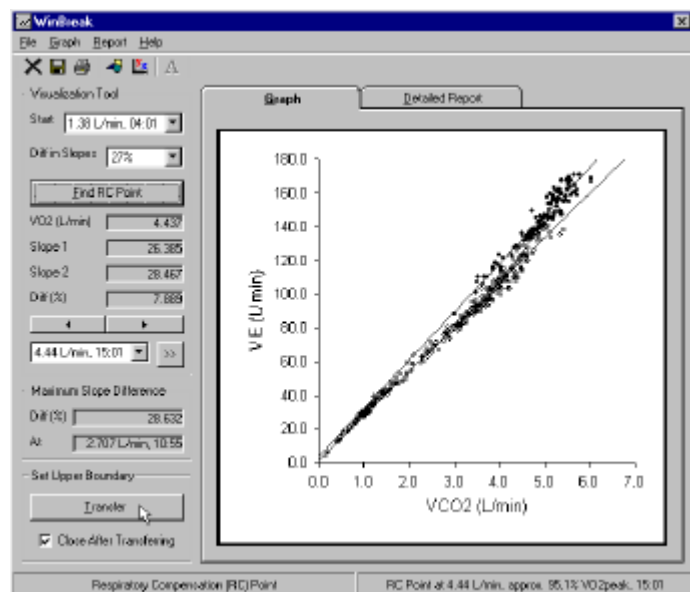 WinBreak
File Graph Report Help
A
Visualization Tool
Start 1.38 L/min, 04:01
Diff in Slopes 27%
Find RC Point
VO2 (L/min) 4.437
Slope 1 26.385
Slope 2 28.467
Diff (%) 7.889
4.44 L/min, 15:01 >>
Maximum Slope Difference
Diff (%) 28.632
At 2.707 L/min, 10:55
Set Upper Boundary
Transfer
Close After Transferring
Graph Detailed Report
180.0
160.0
140.0
120.0
100.0
80.0
60.0
40.0
20.0
0.0
VE (L/min)
0.0 1.0 2.0 3.0 4.0 5.0 6.0 7.0
VCO2 (L/min)
Respiratory Compensation (RC) Point
RC Point at 4.44 L/min, approx. 95.1% VO2peak, 15:01